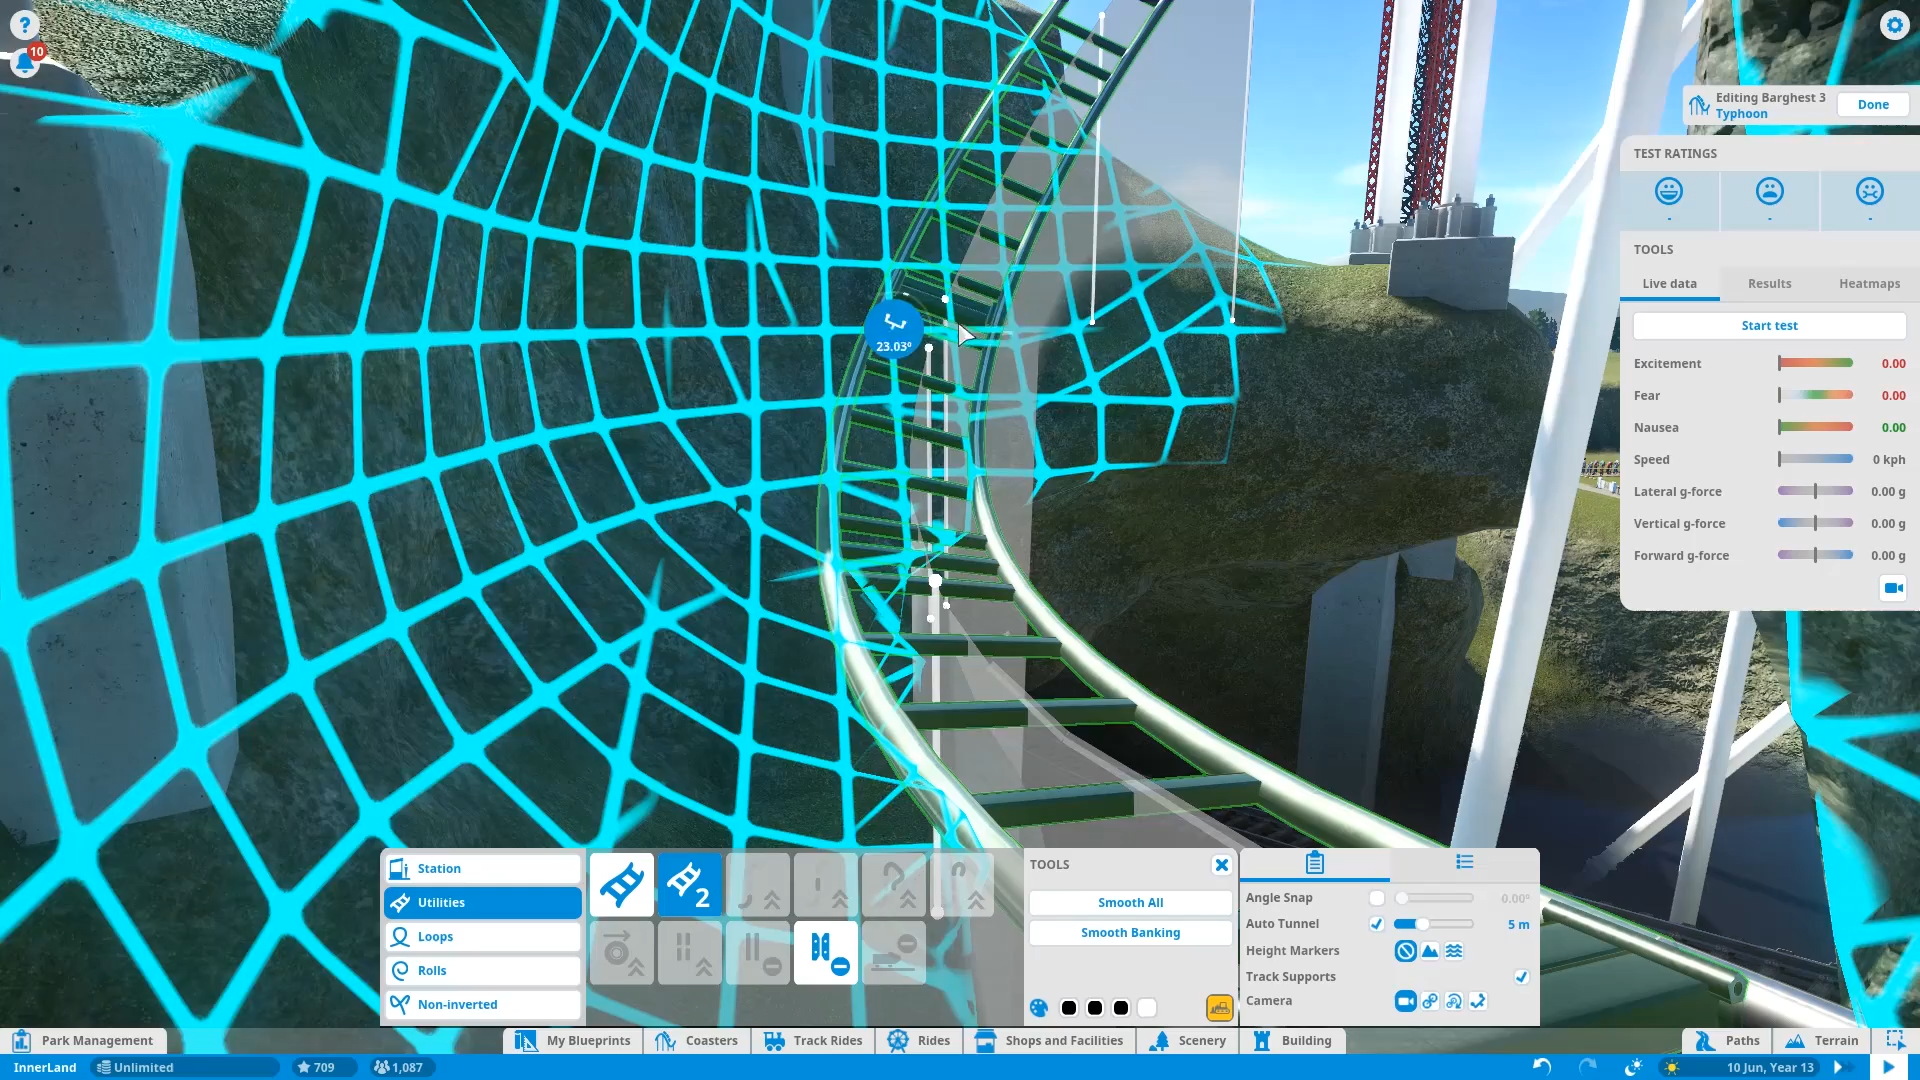 ?
10
Editing Barghest 3
Typhoon
Done
TEST RATINGS
-
-
-
TOOLS
Live data
Results
Heatmaps
Start test
Excitement
0.00
Fear
0.00
Nausea
0.00
Speed
0 kph
Lateral g-force
0.00 g
Vertical g-force
0.00 g
Forward g-force
0.00 g
23.03°
Station
Utilities
Loops
Rolls
Non-inverted
2
TOOLS
Smooth All
Smooth Banking
Angle Snap
0.00°
Auto Tunnel
5 m
Height Markers
Track Supports
Camera
Park Management
My Blueprints
Coasters
Track Rides
Rides
Shops and Facilities
Scenery
Building
Paths
Terrain
InnerLand
Unlimited
709
1,087
10 Jun, Year 13